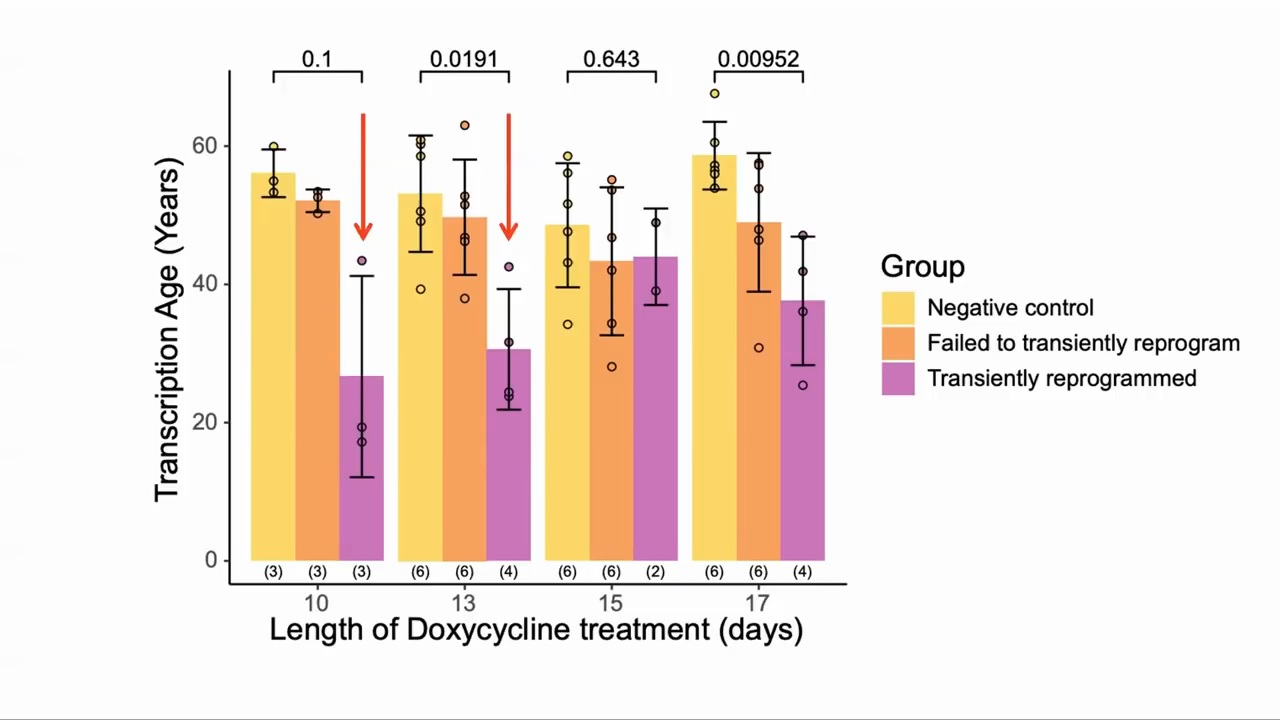 0.1 0.0191 0.643 0.00952
Transcription Age (Years)
60
40
20
0
(3) (3) (3) (6) (6) (4) (6) (6) (2) (6) (6) (4)
10 13 15 17
Length of Doxycycline treatment (days)
Group
Negative control
Failed to transiently reprogram
Transiently reprogrammed